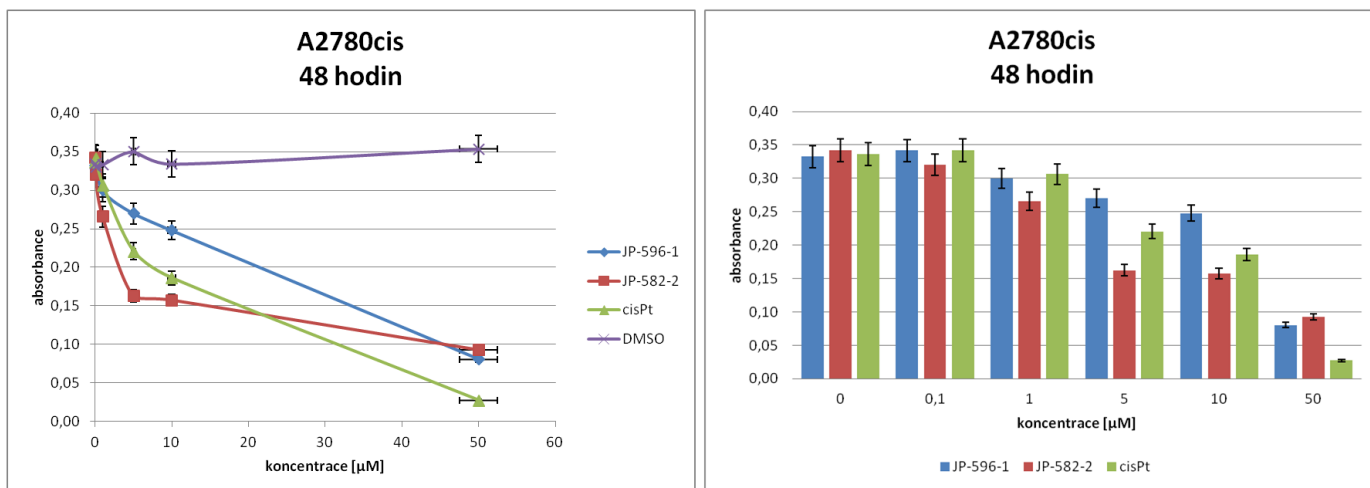 A2780cis
48 hodin
0,40
0,35
0,30
0,25
0,20
0,15
0,10
0,05
0,00
absorbance
0 10 20 30 40 50 60
koncentrace [µM]
JP-596-1
JP-582-2
cisPt
DMSO
A2780cis
48 hodin
0,40
0,35
0,30
0,25
0,20
0,15
0,10
0,05
0,00
absorbance
0 0,1 1 5 10 50
koncentrace [µM]
JP-596-1 JP-582-2 cisPt